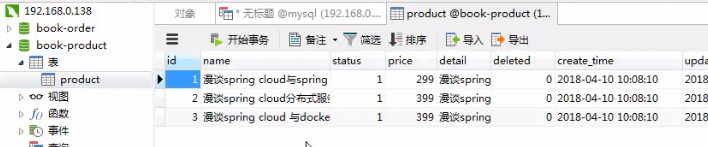 192.168.0.138
book-order
book-product
表
product
视图
函数
事件
查询
对象
* 无标题 @mysql (192.168.0....
product @book-product (1...
开始事务
备注
筛选
排序
导入
导出
id name status price detail deleted create_time upda
1 漫谈spring cloud与spring 1 299 漫谈spring 0 2018-04-10 10:08:10 2018
2 漫谈spring cloud分布式服 1 399 漫谈spring 0 2018-04-10 10:08:10 2018
3 漫谈spring cloud 与docke 1 399 漫谈spring 0 2018-04-10 10:08:10 2018